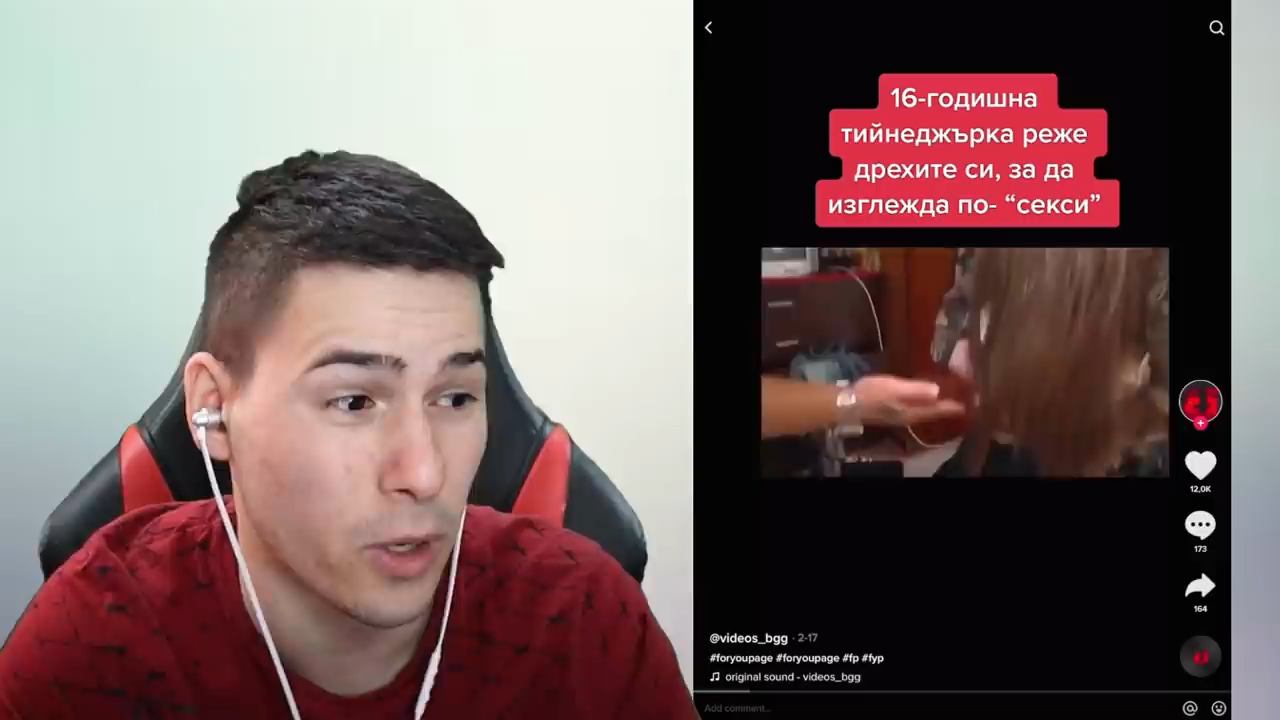 16-годишна
тийнеджърка реже
дрехите си, за да
изглежда по- “секси”
12,0K
173
164
@videos_bgg · 2-17
#foryoupage #foryoupage #fp #fyp
original sound - videos_bgg
Add comment...